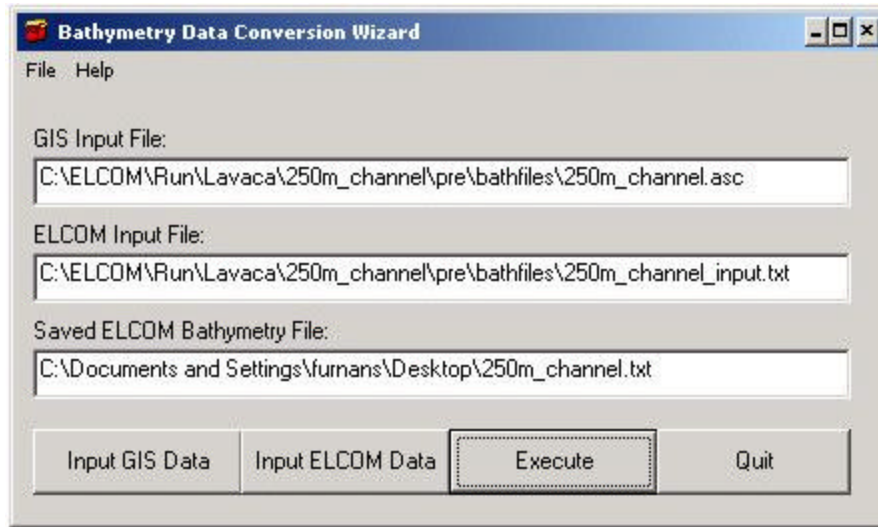 Bathymetry Data Conversion Wizard
File Help
GIS Input File:
C:\ELCOM\Run\Lavaca\250m_channel\pre\bathfiles\250m_channel.asc
ELCOM Input File:
C:\ELCOM\Run\Lavaca\250m_channel\pre\bathfiles\250m_channel_input.txt
Saved ELCOM Bathymetry File:
C:\Documents and Settings\furnans\Desktop\250m_channel.txt
Input GIS Data Input ELCOM Data Execute Quit